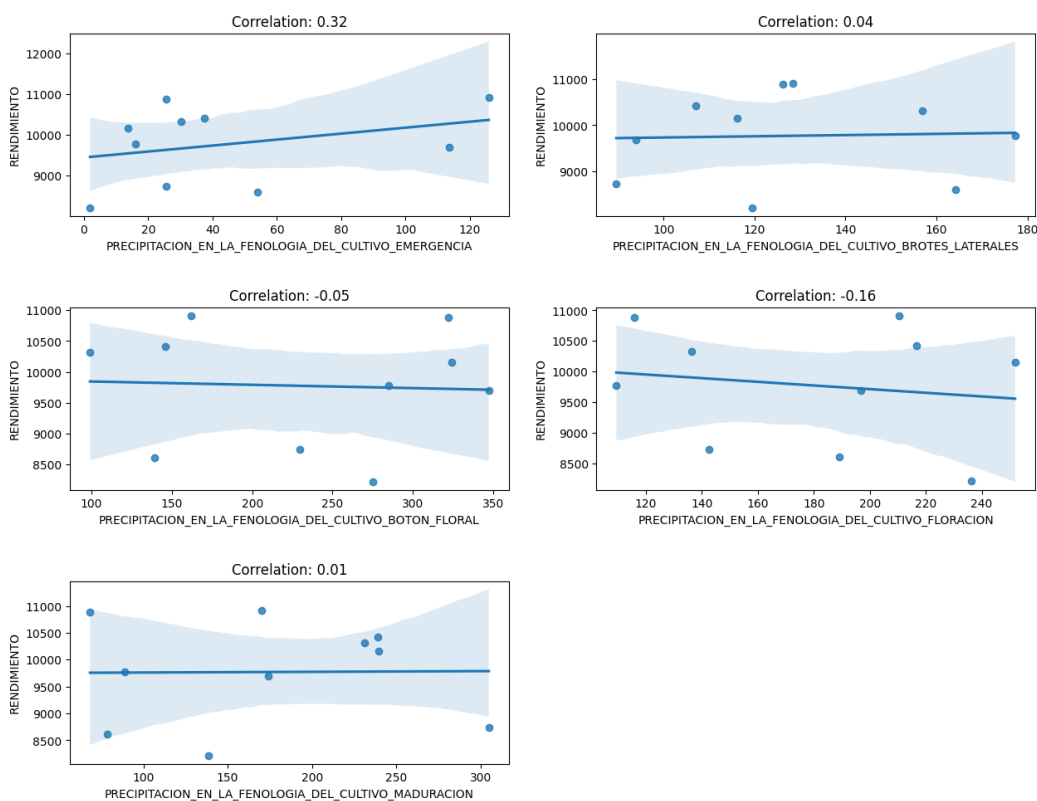 Correlation: 0.32
12000
11000
10000
9000
RENDIMIENTO
0 20 40 60 80 100 120
PRECIPITACION_EN_LA_FENOLOGIA_DEL_CULTIVO_EMERGENCIA
Correlation: 0.04
11000
10000
9000
RENDIMIENTO
100 120 140 160 180
PRECIPITACION_EN_LA_FENOLOGIA_DEL_CULTIVO_BROTES_LATERALES
Correlation: -0.05
11000
10500
10000
9500
9000
8500
RENDIMIENTO
100 150 200 250 300 350
PRECIPITACION_EN_LA_FENOLOGIA_DEL_CULTIVO_BOTON_FLORAL
Correlation: -0.16
11000
10500
10000
9500
9000
8500
RENDIMIENTO
120 140 160 180 200 220 240
PRECIPITACION_EN_LA_FENOLOGIA_DEL_CULTIVO_FLORACION
Correlation: 0.01
11000
10500
10000
9500
9000
8500
RENDIMIENTO
100 150 200 250 300
PRECIPITACION_EN_LA_FENOLOGIA_DEL_CULTIVO_MADURACION